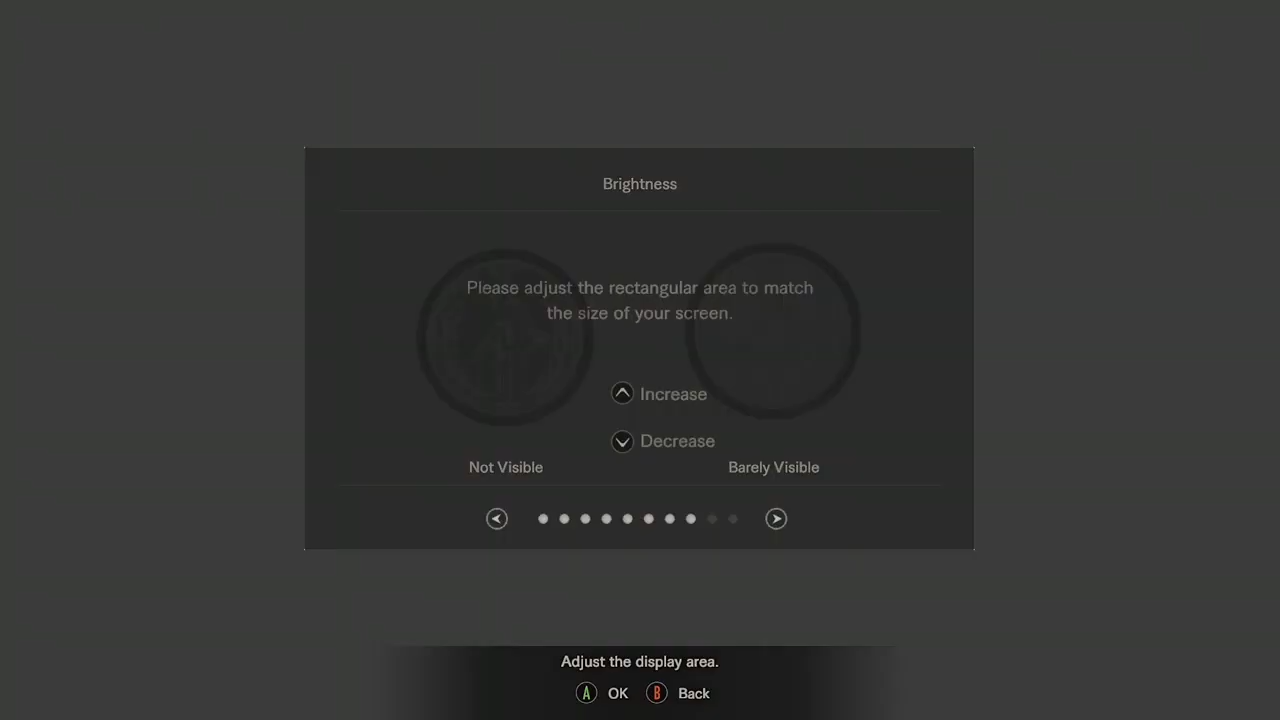 Brightness
Please adjust the rectangular area to match
the size of your screen.
Increase
Decrease
Not Visible
Barely Visible
Adjust the display area.
A OK B Back